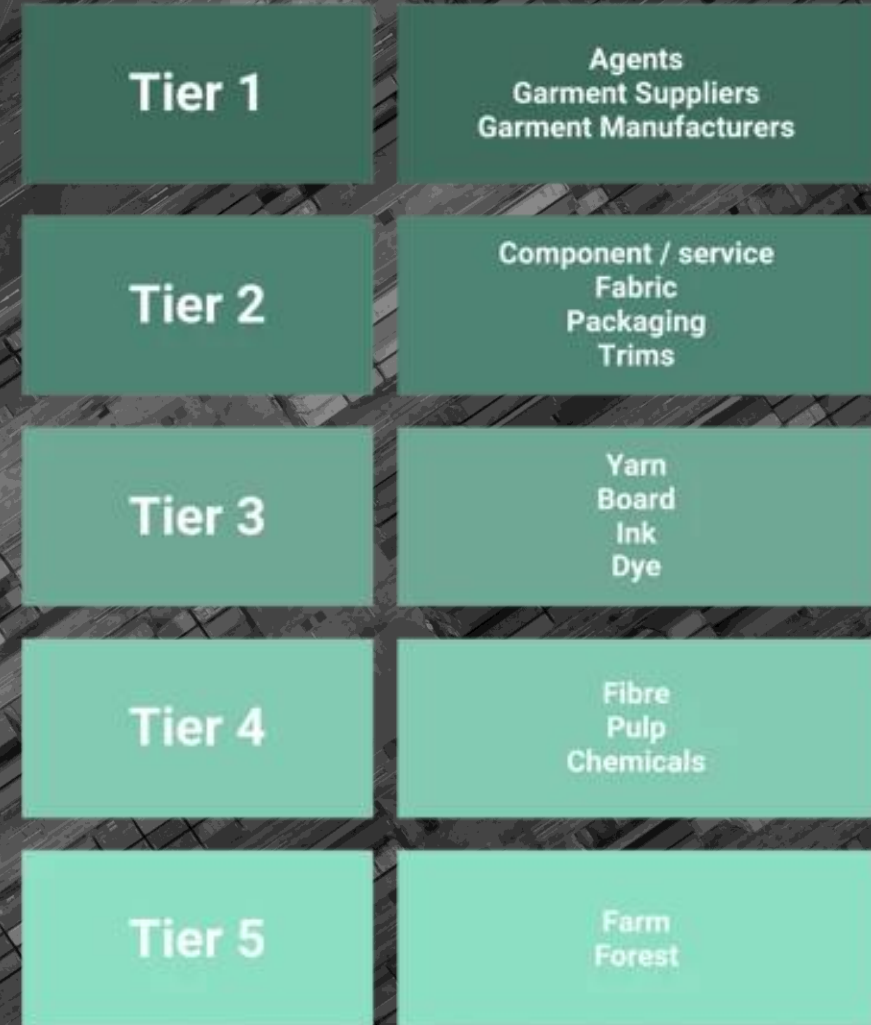 Tier 1
Agents
Garment Suppliers
Garment Manufacturers
Tier 2
Component / service
Fabric
Packaging
Trims
Tier 3
Yarn
Board
Ink
Dye
Tier 4
Fibre
Pulp
Chemicals
Tier 5
Farm
Forest